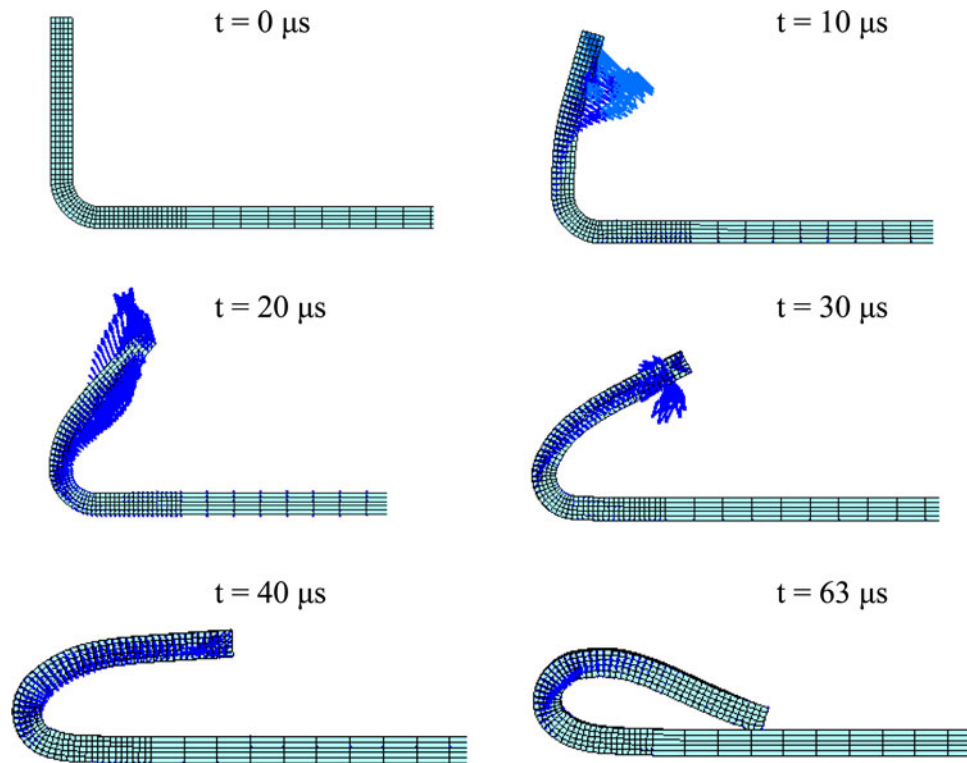 t = 0 μs
t = 10 μs
t = 20 μs
t = 30 μs
t = 40 μs
t = 63 μs